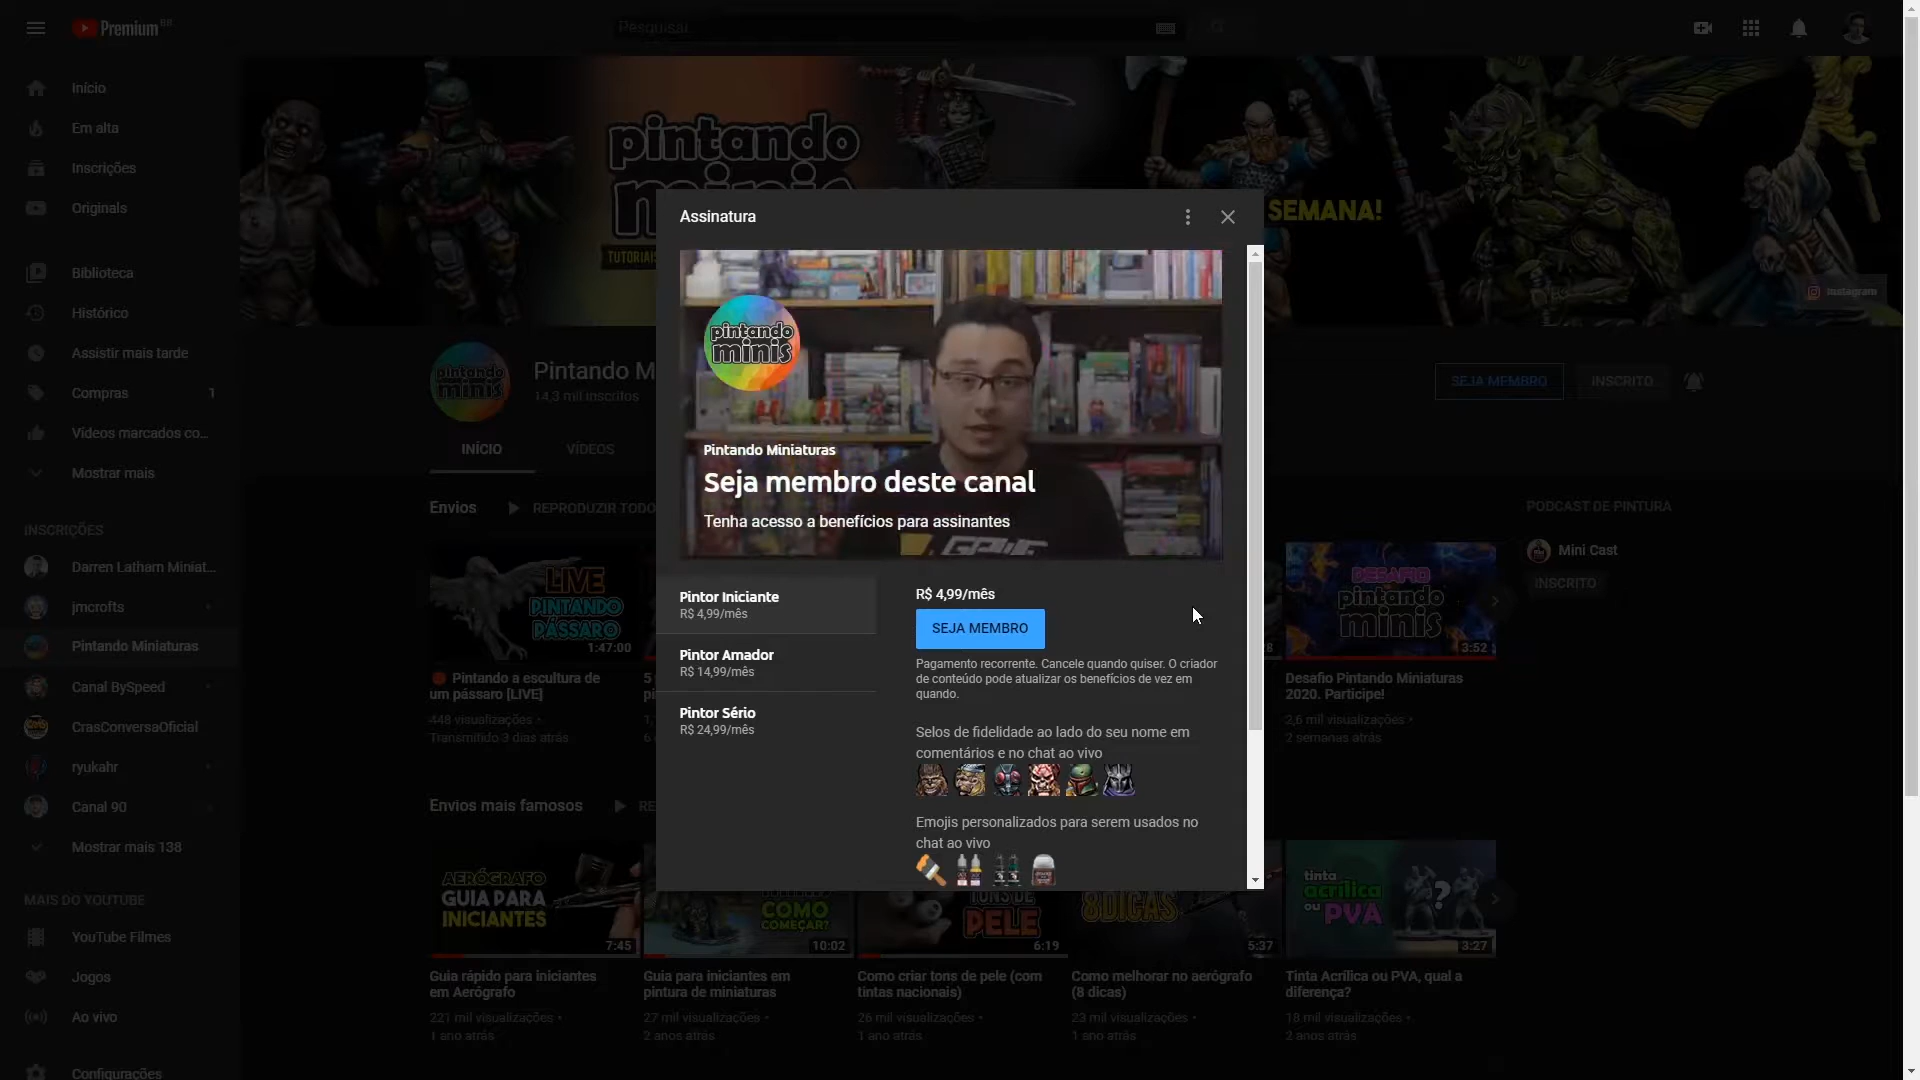 Premium BR
Pesquisar
Início
Em alta
Inscrições
Originals
Biblioteca
Histórico
Assistir mais tarde
Compras 1
Vídeos marcados co...
Mostrar mais
INSCRIÇÕES
Darren Latham Miniat...
jmcrofts
Pintando Miniaturas
Canal BySpeed
CrasConversaOficial
ryukahr
Canal 90
Mostrar mais 138
MAIS DO YOUTUBE
YouTube Filmes
Jogos
Ao vivo
Configurações
pintando
minis
TUTORIAIS
SEMANA!
Instagram
pintando
minis
Pintando M
14,3 mil inscritos
SEJA MEMBRO
INSCRITO
INÍCIO
VÍDEOS
Envios
REPRODUZIR TODO
LIVE
PINTANDO
PÁSSARO
1:47:00
Pintando a escultura de
um pássaro [LIVE]
448 visualizações •
Transmitido 3 dias atrás
DESAFIO
pintando
minis
3:52
Desafio Pintando Miniaturas
2020. Participe!
2,6 mil visualizações •
2 semanas atrás
PODCAST DE PINTURA
Mini Cast
INSCRITO
Assinatura
pintando
minis
Pintando Miniaturas
Seja membro deste canal
Tenha acesso a benefícios para assinantes
Pintor Iniciante
R$ 4,99/mês
Pintor Amador
R$ 14,99/mês
Pintor Sério
R$ 24,99/mês
R$ 4,99/mês
SEJA MEMBRO
Pagamento recorrente. Cancele quando quiser. O criador
de conteúdo pode atualizar os benefícios de vez em
quando.
Selos de fidelidade ao lado do seu nome em
comentários e no chat ao vivo
Emojis personalizados para serem usados no
chat ao vivo
Envios mais famosos
RE
AERÓGRAFO
GUIA PARA
INICIANTES
7:45
Guia rápido para iniciantes
em Aerógrafo
221 mil visualizações •
1 ano atrás
COMO
COMEÇAR?
10:02
Guia para iniciantes em
pintura de miniaturas
27 mil visualizações •
2 anos atrás
TONS DE
PELE
6:19
Como criar tons de pele (com
tintas nacionais)
26 mil visualizações •
1 ano atrás
8DICAS
5:37
Como melhorar no aerógrafo
(8 dicas)
23 mil visualizações •
1 ano atrás
tinta
acrílica
ou PVA
?
3:27
Tinta Acrílica ou PVA, qual a
diferença?
18 mil visualizações •
2 anos atrás